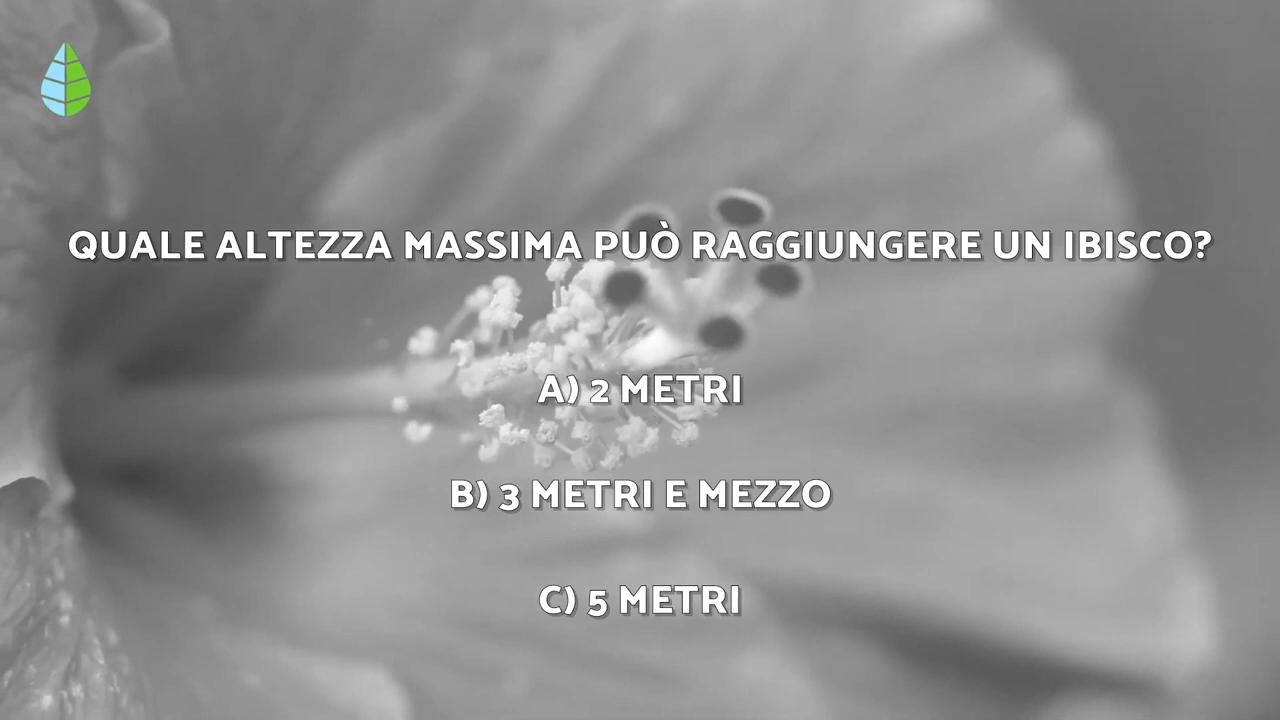 QUALE ALTEZZA MASSIMA PUÒ RAGGIUNGERE UN IBISCO?
A) 2 METRI
B) 3 METRI E MEZZO
C) 5 METRI